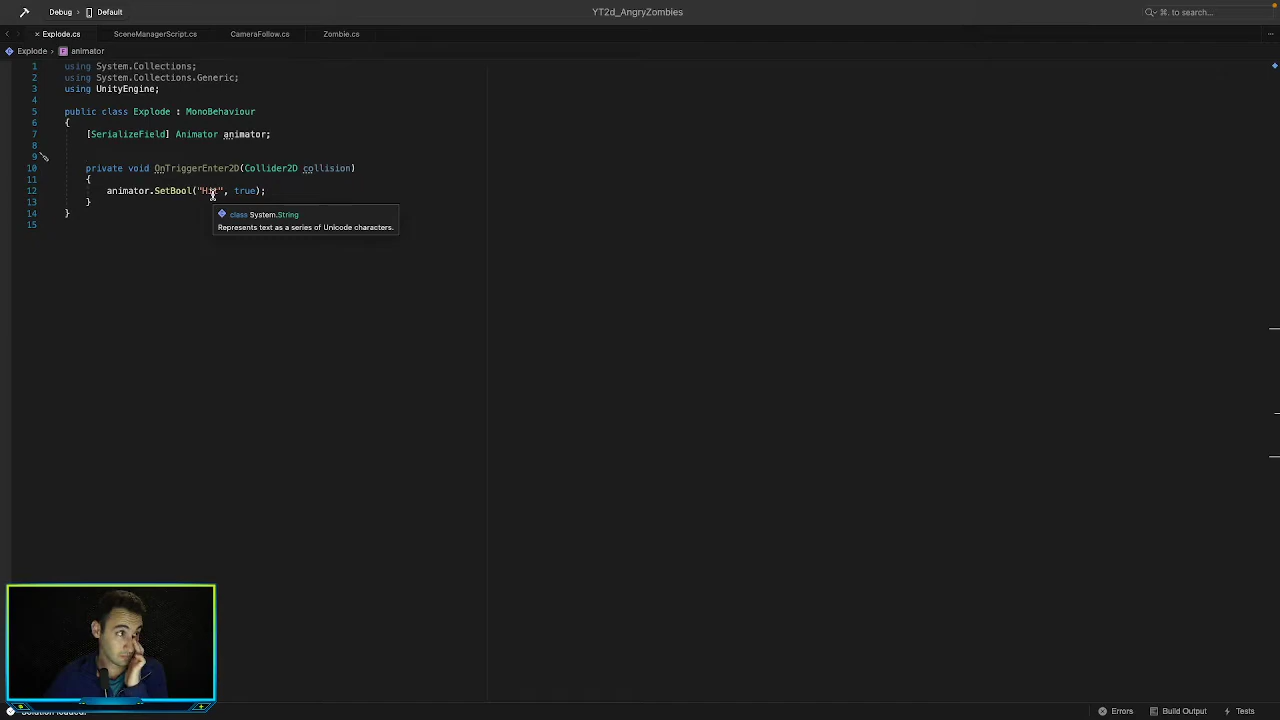 Debug › Default
YT2d_AngryZombies
⌘. to search...
× Explode.cs
SceneManagerScript.cs
CameraFollow.cs
Zombie.cs
Explode › F animator
1 using System.Collections;
2 using System.Collections.Generic;
3 using UnityEngine;
4
5 public class Explode : MonoBehaviour
6 {
7 [SerializeField] Animator animator;
8
9
10 private void OnTriggerEnter2D(Collider2D collision)
11 {
12 animator.SetBool("Hit", true);
13 }
14 }
15
class System.String
Represents text as a series of Unicode characters.
Solution loaded.
Errors
Build Output
Tests